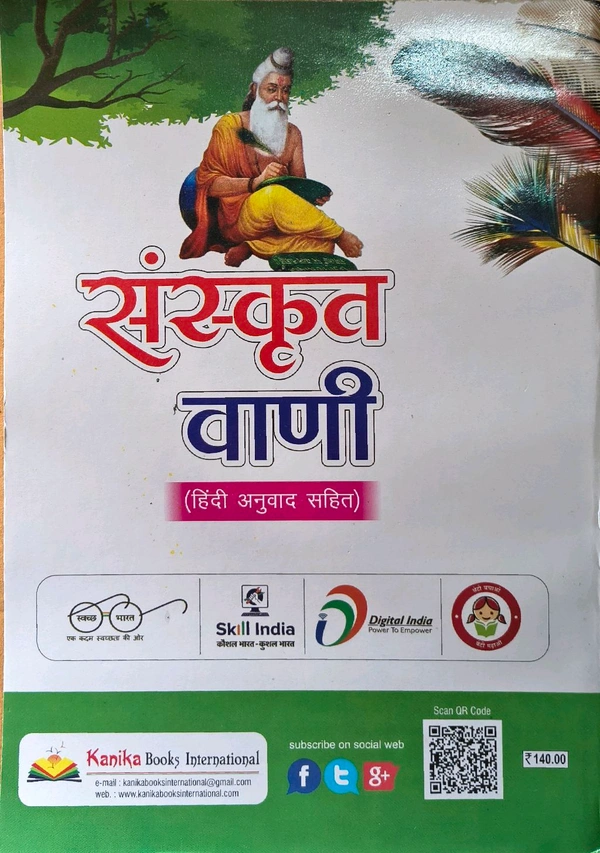 संस्कृत
वाणी
(हिंदी अनुवाद सहित)
स्वच्छ भारत
एक कदम स्वच्छता की ओर
Skill India
कौशल भारत - कुशल भारत
Digital India
Power To Empower
बेटी बचाओ
बेटी पढ़ाओ
Scan QR Code
Kanika Books International
e-mail : kanikabooksinternational@gmail.com
web. : www.kanikabooksinternational.com
subscribe on social web
f t g+
₹140.00